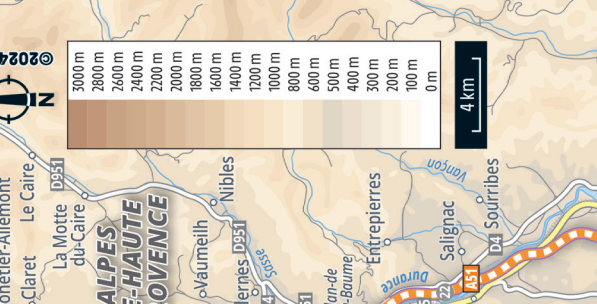 ©2024
N
3000 m
2800 m
2600 m
2400 m
2200 m
2000 m
1800 m
1600 m
1400 m
1200 m
1000 m
800 m
600 m
500 m
400 m
300 m
200 m
100 m
0 m
4 km
Le Caire
D951
La Motte
du-Caire
Claret
ALPES
E-HAUTE
ROVENCE
Nibles
Vaumeilh
D951
Sasse
Entrepierres
Vançon
Sourribes
Salignac
D4
Durance
A51